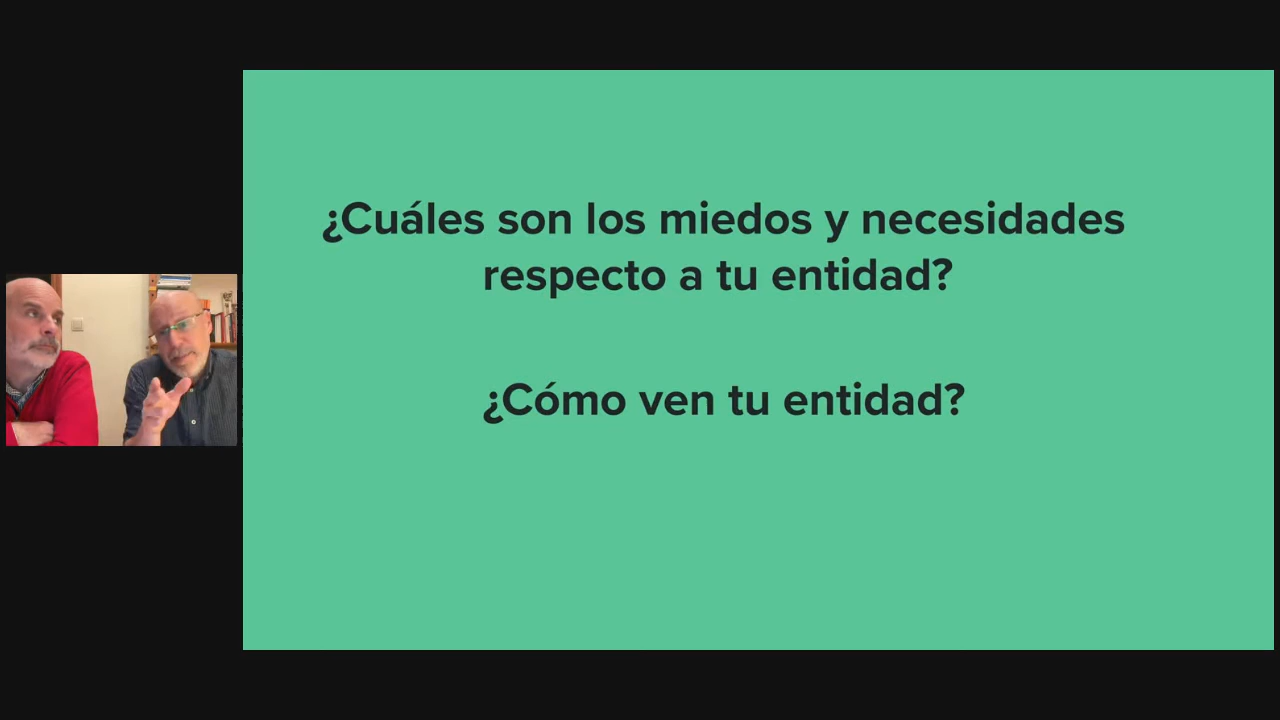 ¿Cuáles son los miedos y necesidades
respecto a tu entidad?
¿Cómo ven tu entidad?